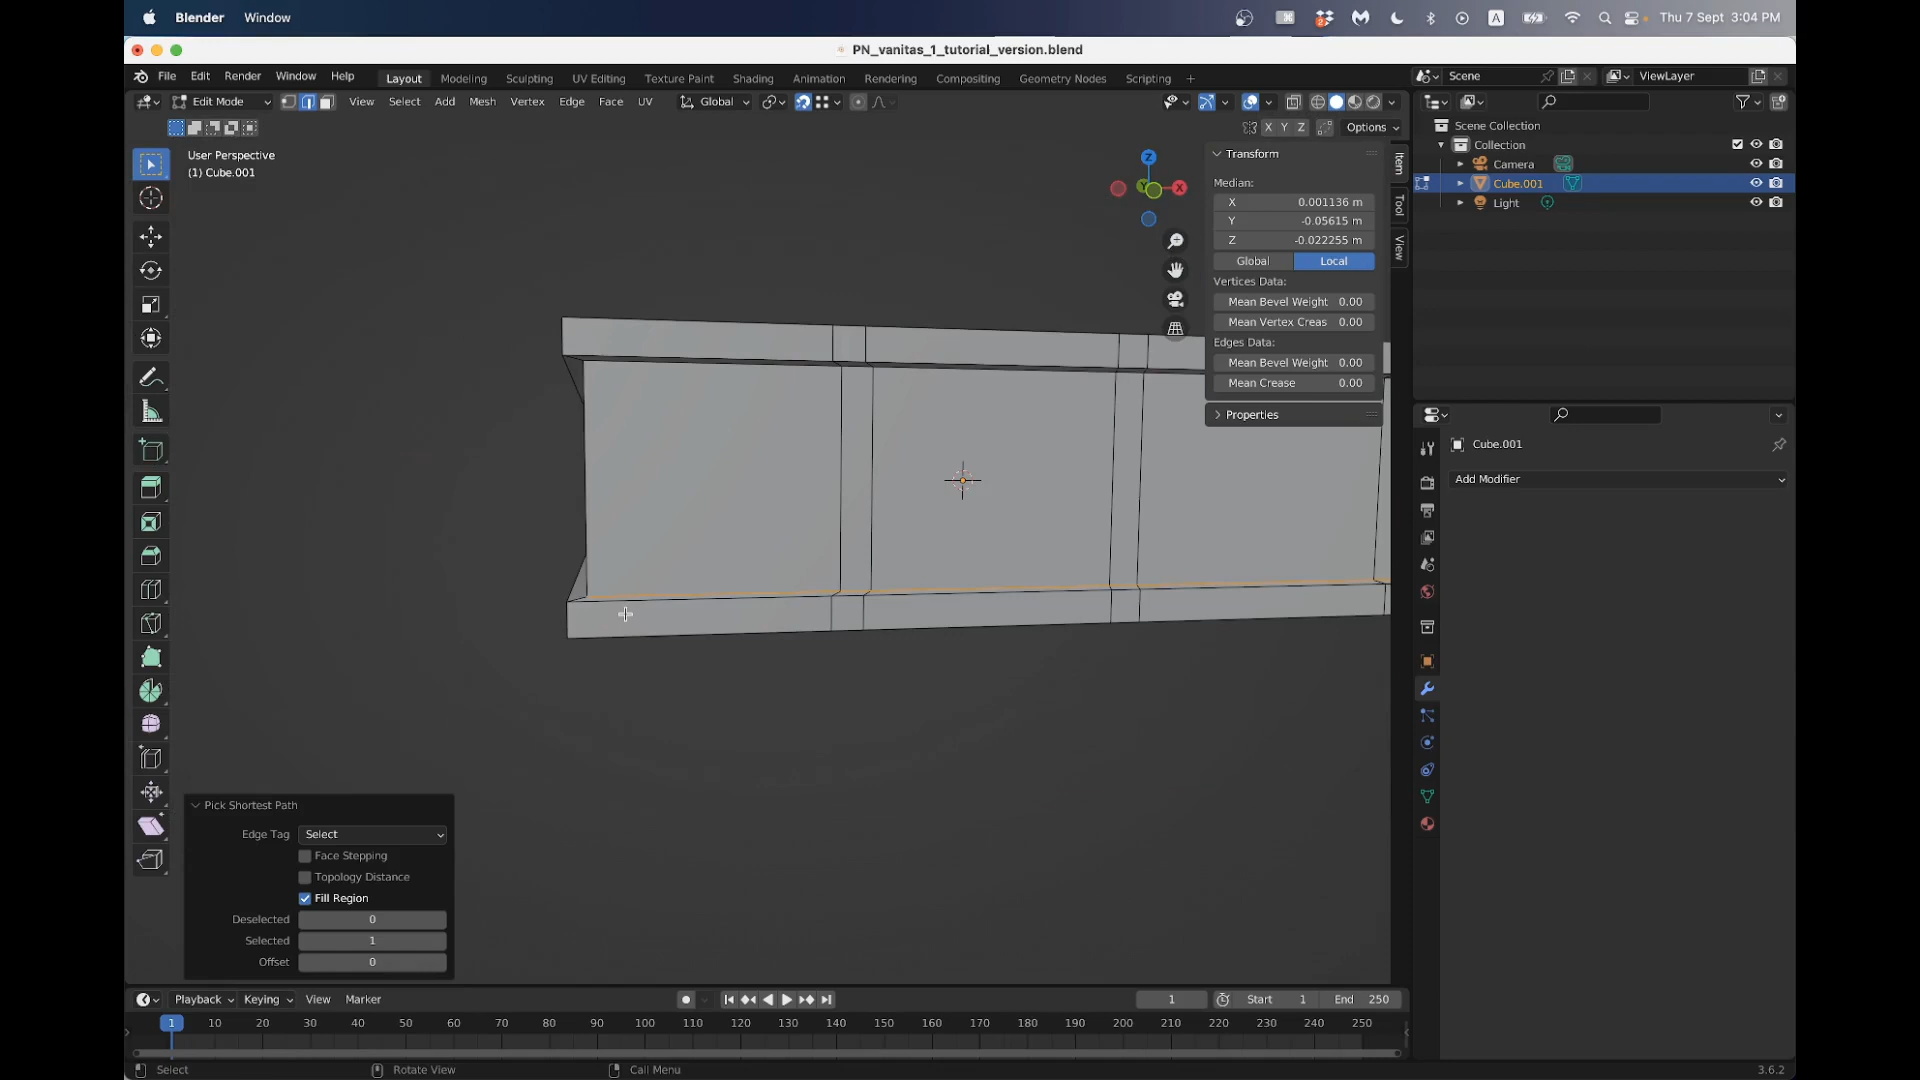 Blender Window
A Thu 7 Sept 3:04 PM
PN_vanitas_1_tutorial_version.blend
File Edit Render Window Help Layout Modeling Sculpting UV Editing Texture Paint Shading Animation Rendering Compositing Geometry Nodes Scripting + Scene ViewLayer
Edit Mode View Select Add Mesh Vertex Edge Face UV Global
X Y Z Options
User Perspective
(1) Cube.001
Z
Y X
Transform
Median:
X 0.001136 m
Y -0.05615 m
Z -0.022255 m
Global Local
Vertices Data:
Mean Bevel Weight 0.00
Mean Vertex Creas 0.00
Edges Data:
Mean Bevel Weight 0.00
Mean Crease 0.00
Properties
Item
Tool
View
Scene Collection
Collection
Camera
Cube.001
Light
Cube.001
Add Modifier
Pick Shortest Path
Edge Tag Select
Face Stepping
Topology Distance
Fill Region
Deselected 0
Selected 1
Offset 0
Playback Keying View Marker 1 Start 1 End 250
1 10 20 30 40 50 60 70 80 90 100 110 120 130 140 150 160 170 180 190 200 210 220 230 240 250
Select Rotate View Call Menu 3.6.2